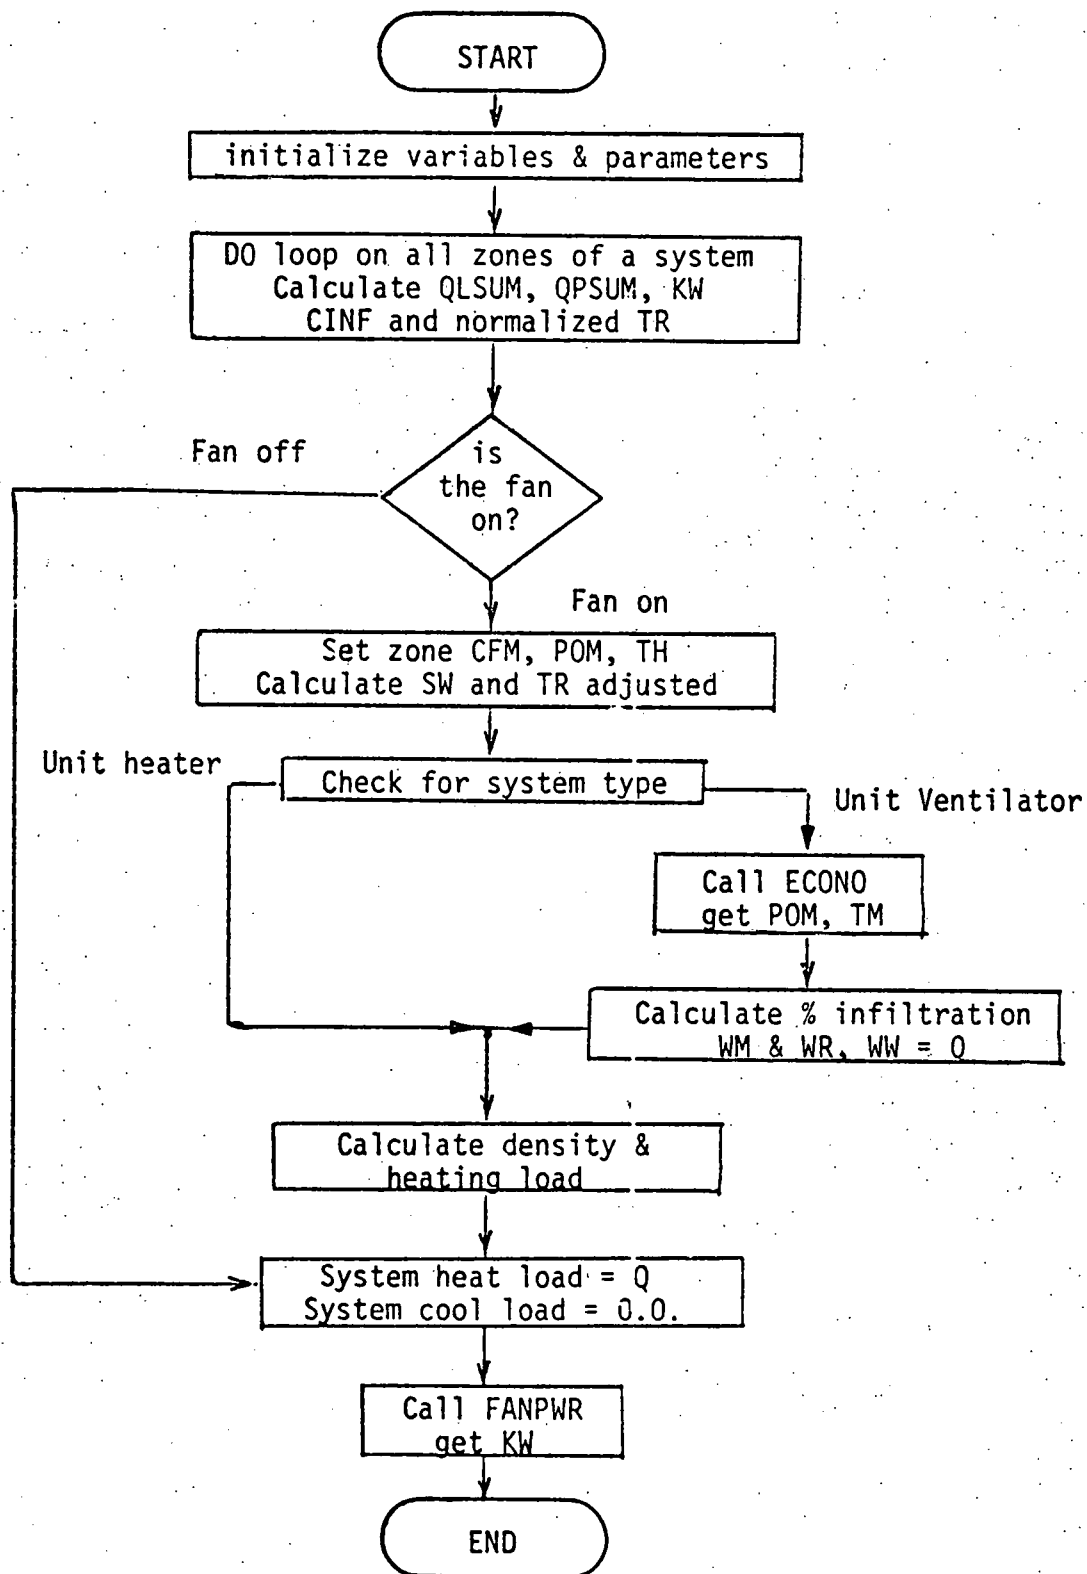 START
initialize variables & parameters
DO loop on all zones of a system
Calculate QLSUM, QPSUM, KW
CINF and normalized TR
Fan off
is
the fan
on?
Fan on
Set zone CFM, POM, TH
Calculate SW and TR adjusted
Unit heater
Check for system type
Unit Ventilator
Call ECONO
get POM, TM
Calculate % infiltration
WM & WR, WW = Q
Calculate density &
heating load
System heat load = Q
System cool load = 0.0.
Call FANPWR
get KW
END